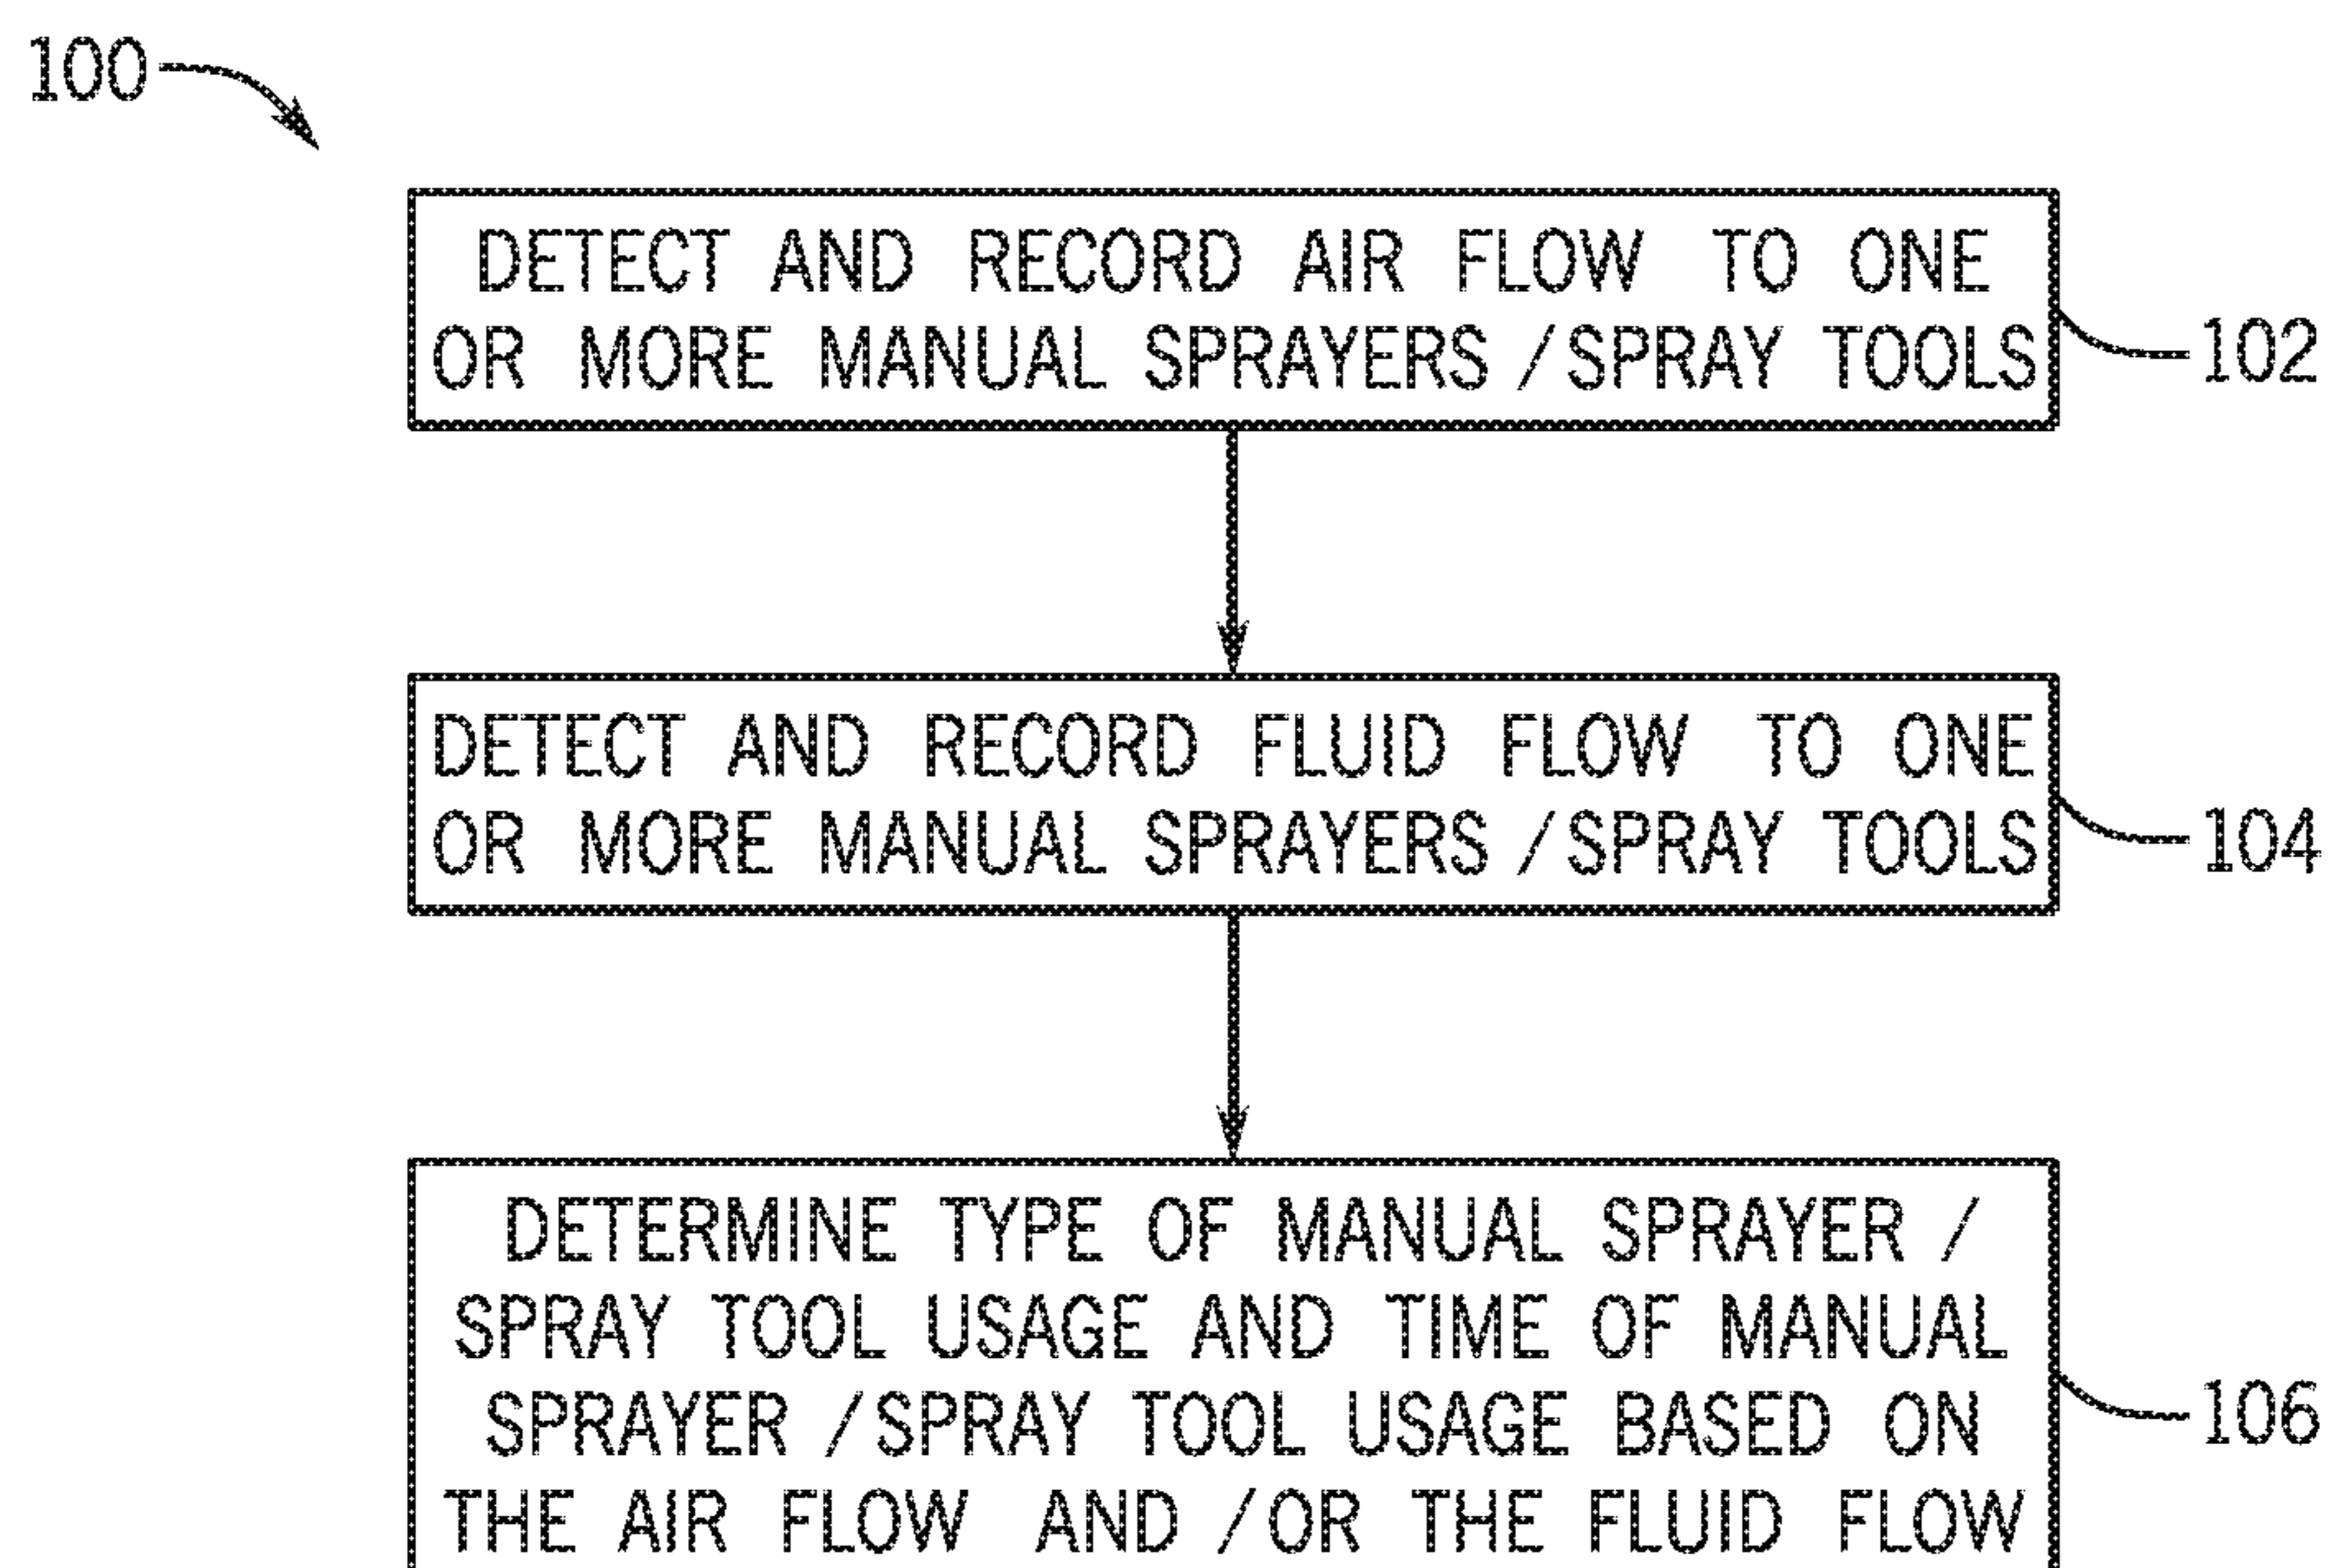 100
DETECT AND RECORD AIR FLOW TO ONE
OR MORE MANUAL SPRAYERS / SPRAY TOOLS
102
DETECT AND RECORD FLUID FLOW TO ONE
OR MORE MANUAL SPRAYERS / SPRAY TOOLS
104
DETERMINE TYPE OF MANUAL SPRAYER /
SPRAY TOOL USAGE AND TIME OF MANUAL
SPRAYER / SPRAY TOOL USAGE BASED ON
THE AIR FLOW AND / OR THE FLUID FLOW
106